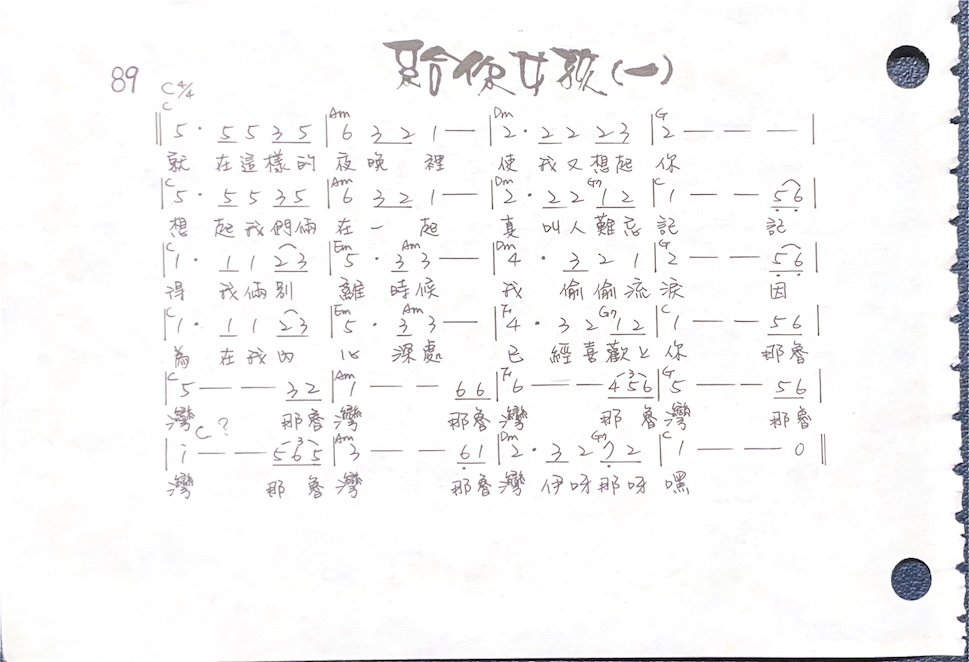 給你女孩(一)
89 C 4/4
C Am Dm G
‖ 5· 5 5 3 5 | 6 3 2 1 — | 2· 2 2 2 3 | 2 — — — |
就 在這樣的 夜晚 裡 使 我又想起 你
C Am Dm G7 C
| 5· 5 5 3 5 | 6 3 2 1 — | 2· 2 2 1 2 | 1 — — 5̣ 6̣ |
想 起我們倆 在一 起 真 叫人難忘 記 記
C Em Am Dm G
| 1· 1 1 2 3 | 5· 3 3 — | 4· 3 2 1 | 2 — — 5̣ 6̣ |
得 我倆別 離 時候 我 偷偷流 淚 因
C Em Am F G7 C
| 1· 1 1 2 3 | 5· 3 3 — | 4· 3 2 1 2 | 1 — — 5 6 |
為 在我內 心 深處 已 經喜歡上 你 那魯
C Am F G
| 5 — — 3 2 | 1 — — 6 6 | 6 — — 4 5 6 | 5 — — 5 6 |
灣 那魯 灣 那魯 灣 那 魯 灣 那魯
C ? Am Dm G7 C
| i — — 5 6 5 | 3 — — 6̣ 1 | 2· 3 2 7̣ 2 | 1 — — 0 ‖
灣 那 魯 灣 那魯 灣 伊呀那呀 嘿